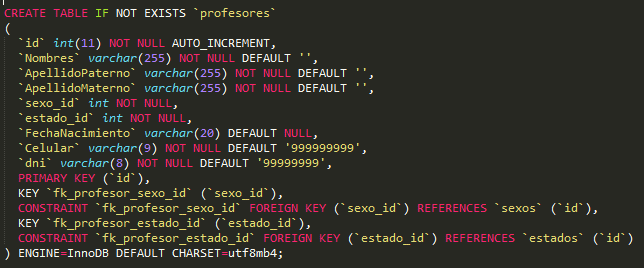 CREATE TABLE IF NOT EXISTS `profesores`
(
`id` int(11) NOT NULL AUTO_INCREMENT,
`Nombres` varchar(255) NOT NULL DEFAULT '',
`ApellidoPaterno` varchar(255) NOT NULL DEFAULT '',
`ApellidoMaterno` varchar(255) NOT NULL DEFAULT '',
`sexo_id` int NOT NULL,
`estado_id` int NOT NULL,
`FechaNacimiento` varchar(20) DEFAULT NULL,
`Celular` varchar(9) NOT NULL DEFAULT '999999999',
`dni` varchar(8) NOT NULL DEFAULT '99999999',
PRIMARY KEY (`id`),
KEY `fk_profesor_sexo_id` (`sexo_id`),
CONSTRAINT `fk_profesor_sexo_id` FOREIGN KEY (`sexo_id`) REFERENCES `sexos` (`id`),
KEY `fk_profesor_estado_id` (`estado_id`),
CONSTRAINT `fk_profesor_estado_id` FOREIGN KEY (`estado_id`) REFERENCES `estados` (`id`)
) ENGINE=InnoDB DEFAULT CHARSET=utf8mb4;